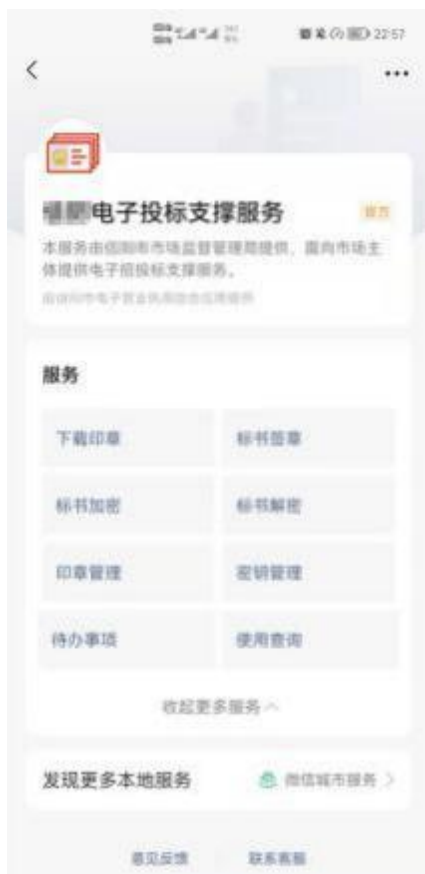 22:57
电子投标支撑服务
官方
本服务由信阳市市场监督管理局提供，面向市场主
体提供电子招投标支撑服务。
服务
下载印章
标书签章
标书加密
标书解密
印章管理
密钥管理
待办事项
使用查询
收起更多服务
发现更多本地服务
微信城市服务
意见反馈
联系客服